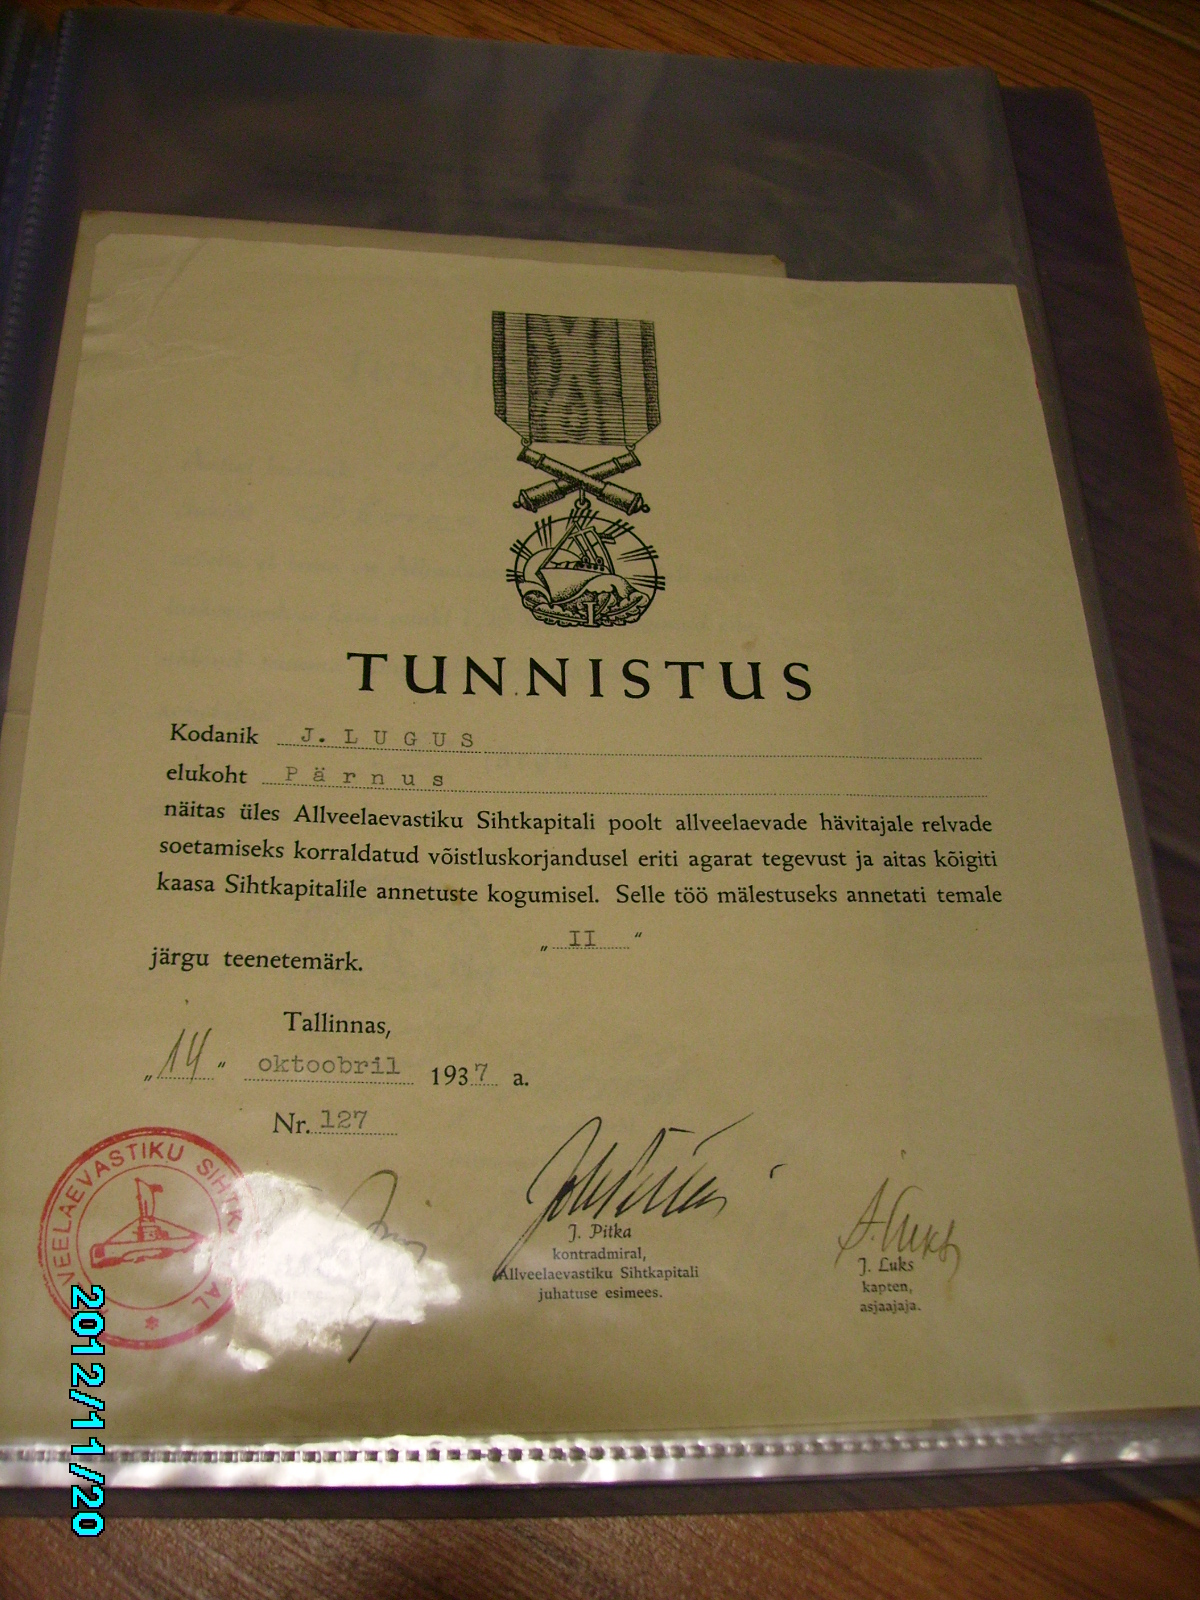 I
TUNNISTUS
Kodanik J. LUGUS
elukoht Pärnus
näitas üles Allveelaevastiku Sihtkapitali poolt allveelaevade hävitajale relvade
soetamiseks korraldatud võistluskorjandusel eriti agarat tegevust ja aitas kõigiti
kaasa Sihtkapitalile annetuste kogumisel. Selle töö mälestuseks annetati temale
„ II “
järgu teenetemärk.
Tallinnas,
„14“ oktoobril 1937 a.
Nr. 127
VEELAEVASTIKU SIHTK AL
J. Pitka
kontradmiral,
Allveelaevastiku Sihtkapitali
juhatuse esimees.
J. Luks
J. Luks
kapten,
asjaajaja.
2012/11/20